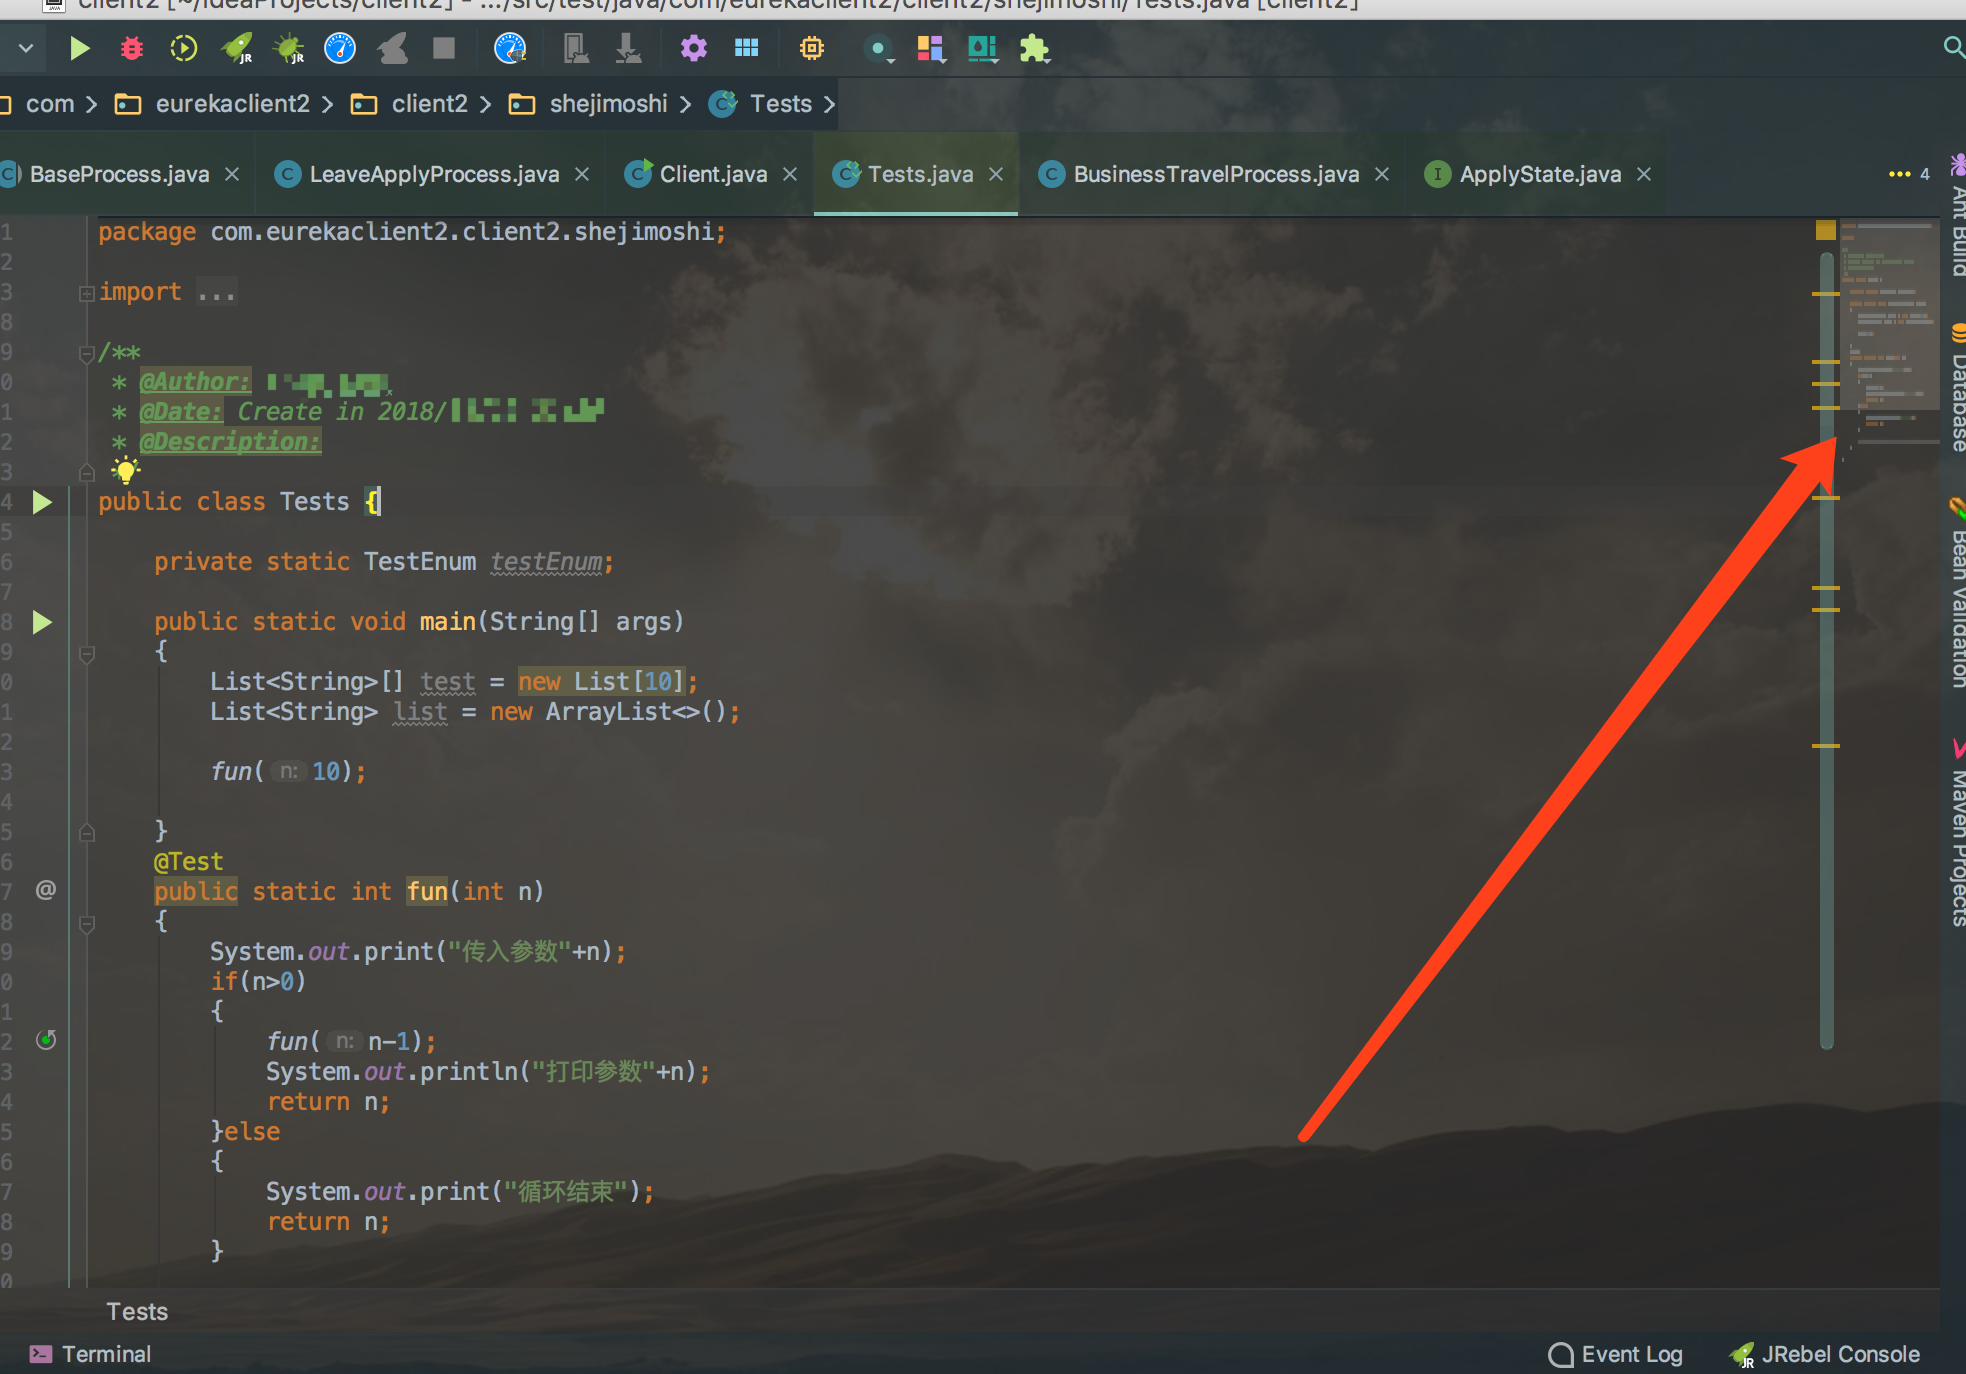 client2 [~/IdeaProjects/client2] - .../src/test/java/com/eurekaclient2/client2/shejimoshi/Tests.java [client2]
JR JR
com eurekaclient2 client2 shejimoshi Tests
BaseProcess.java LeaveApplyProcess.java Client.java Tests.java BusinessTravelProcess.java ApplyState.java 4
1 package com.eurekaclient2.client2.shejimoshi;
2
3 import ...
8
9 /**
0 * @Author:
1 * @Date: Create in 2018/
2 * @Description:
3
4 public class Tests {
5
6 private static TestEnum testEnum;
7
8 public static void main(String[] args)
9 {
0 List<String>[] test = new List[10];
1 List<String> list = new ArrayList<>();
2
3 fun( n: 10);
4
5 }
6 @Test
7 @ public static int fun(int n)
8 {
9 System.out.print("传入参数"+n);
0 if(n>0)
1 {
2 fun( n: n-1);
3 System.out.println("打印参数"+n);
4 return n;
5 }else
6 {
7 System.out.print("循环结束");
8 return n;
9 }
0
Tests
Terminal Event Log JRebel Console
Ant Build
Database
Bean Validation
Maven Projects